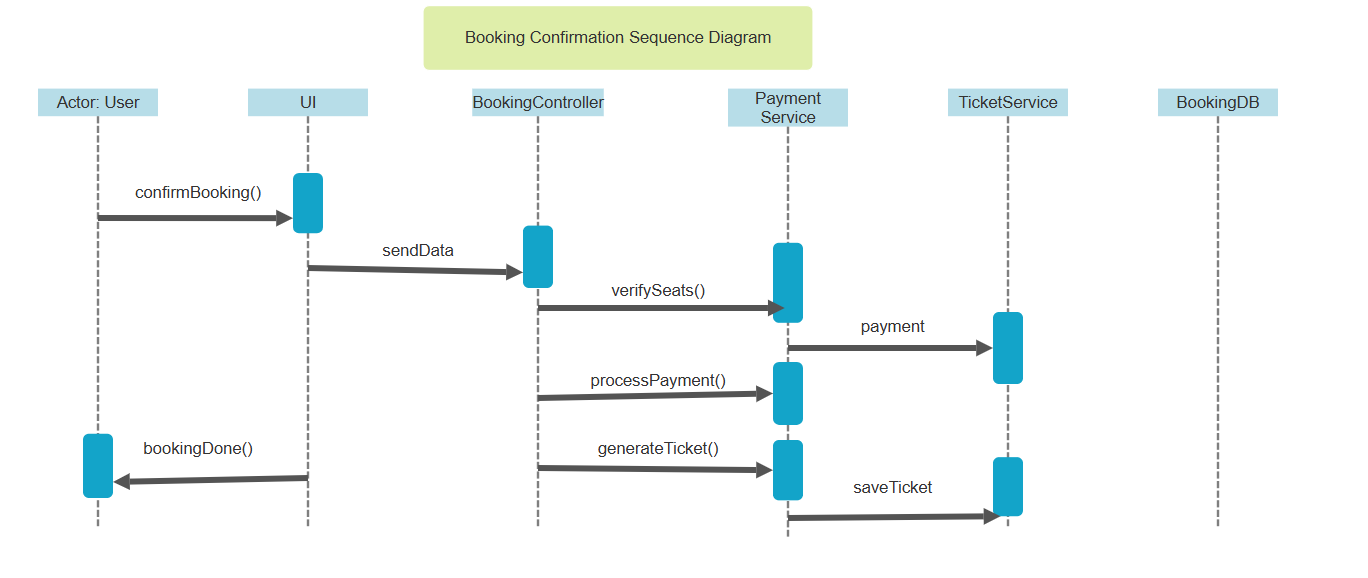 Booking Confirmation Sequence Diagram
Actor: User
UI
BookingController
Payment
Service
TicketService
BookingDB
confirmBooking()
sendData
verifySeats()
payment
processPayment()
bookingDone()
generateTicket()
saveTicket